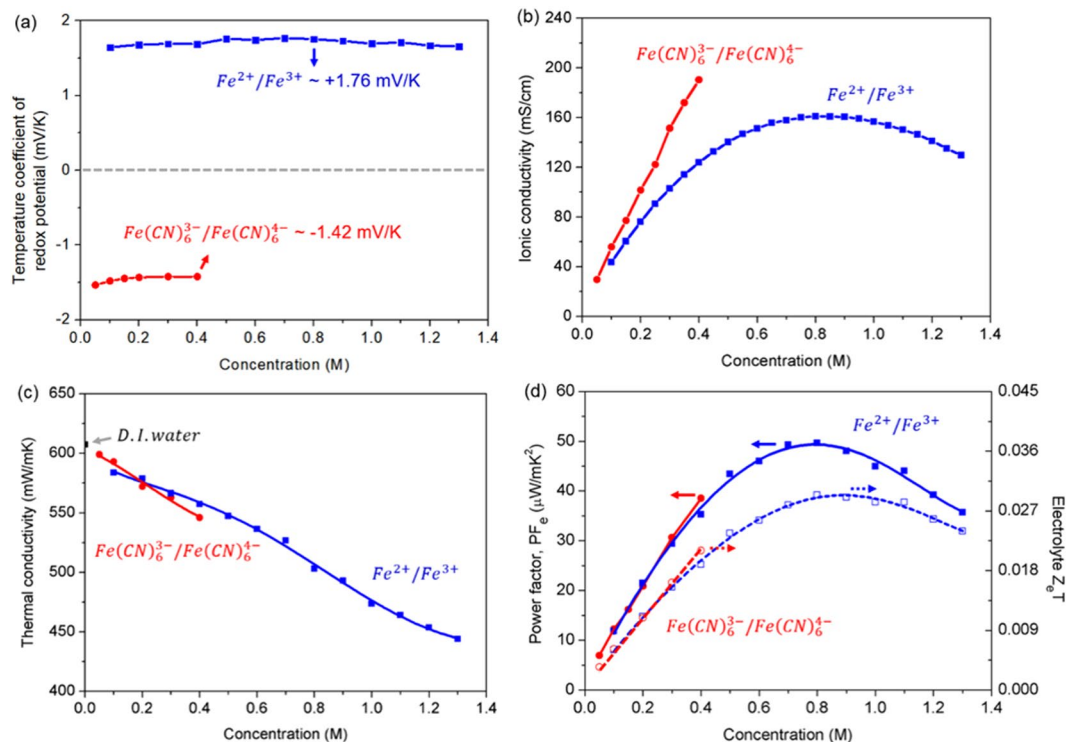 (a)
2
1
0
-1
-2
Temperature coefficient of
redox potential (mV/K)
Fe²⁺/Fe³⁺ ~ +1.76 mV/K
Fe(CN)₆³⁻/Fe(CN)₆⁴⁻ ~ -1.42 mV/K
0.0 0.2 0.4 0.6 0.8 1.0 1.2 1.4
Concentration (M)
(b)
240
200
160
120
80
40
0
Ionic conductivity (mS/cm)
Fe(CN)₆³⁻/Fe(CN)₆⁴⁻
Fe²⁺/Fe³⁺
0.0 0.2 0.4 0.6 0.8 1.0 1.2 1.4
Concentration (M)
(c)
650
600
550
500
450
400
Thermal conductivity (mW/mK)
D.I.water
Fe(CN)₆³⁻/Fe(CN)₆⁴⁻
Fe²⁺/Fe³⁺
0.0 0.2 0.4 0.6 0.8 1.0 1.2 1.4
Concentration (M)
(d)
60
50
40
30
20
10
0
Power factor, PFₑ (μW/mK²)
Fe²⁺/Fe³⁺
Fe(CN)₆³⁻/Fe(CN)₆⁴⁻
0.045
0.036
0.027
0.018
0.009
0.000
Electrolyte ZₑT
0.0 0.2 0.4 0.6 0.8 1.0 1.2 1.4
Concentration (M)